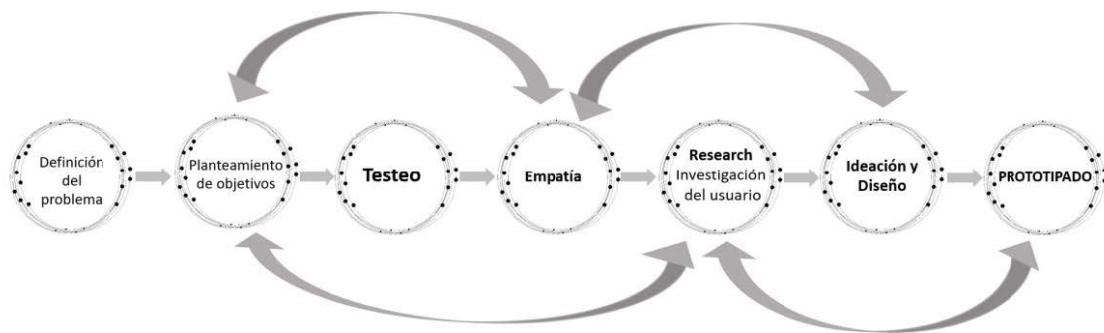 Definición
del
problema
Planteamiento
de objetivos
Testeo
Empatía
Research
Investigación
del usuario
Ideación y
Diseño
PROTOTIPADO